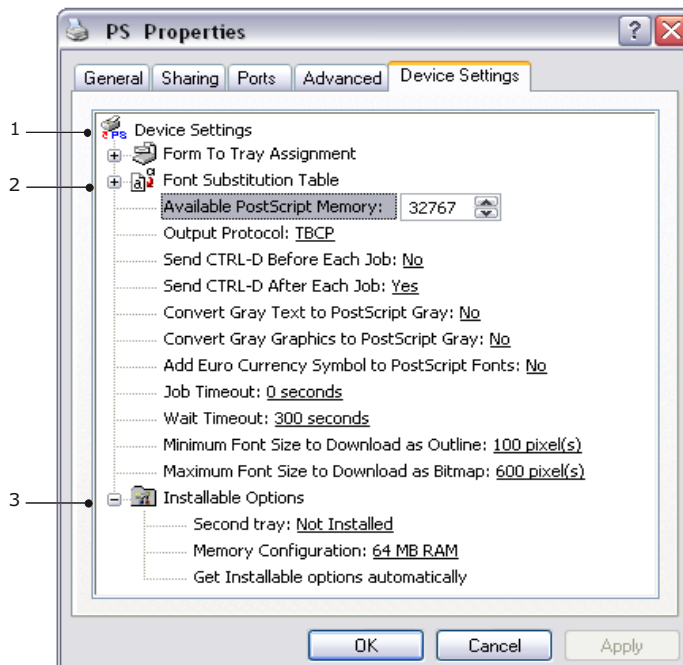 PS Properties
General Sharing Ports Advanced Device Settings
1 Device Settings
Form To Tray Assignment
2 Font Substitution Table
Available PostScript Memory: 32767
Output Protocol: TBCP
Send CTRL-D Before Each Job: No
Send CTRL-D After Each Job: Yes
Convert Gray Text to PostScript Gray: No
Convert Gray Graphics to PostScript Gray: No
Add Euro Currency Symbol to PostScript Fonts: No
Job Timeout: 0 seconds
Wait Timeout: 300 seconds
Minimum Font Size to Download as Outline: 100 pixel(s)
Maximum Font Size to Download as Bitmap: 600 pixel(s)
3 Installable Options
Second tray: Not Installed
Memory Configuration: 64 MB RAM
Get Installable options automatically
OK Cancel Apply